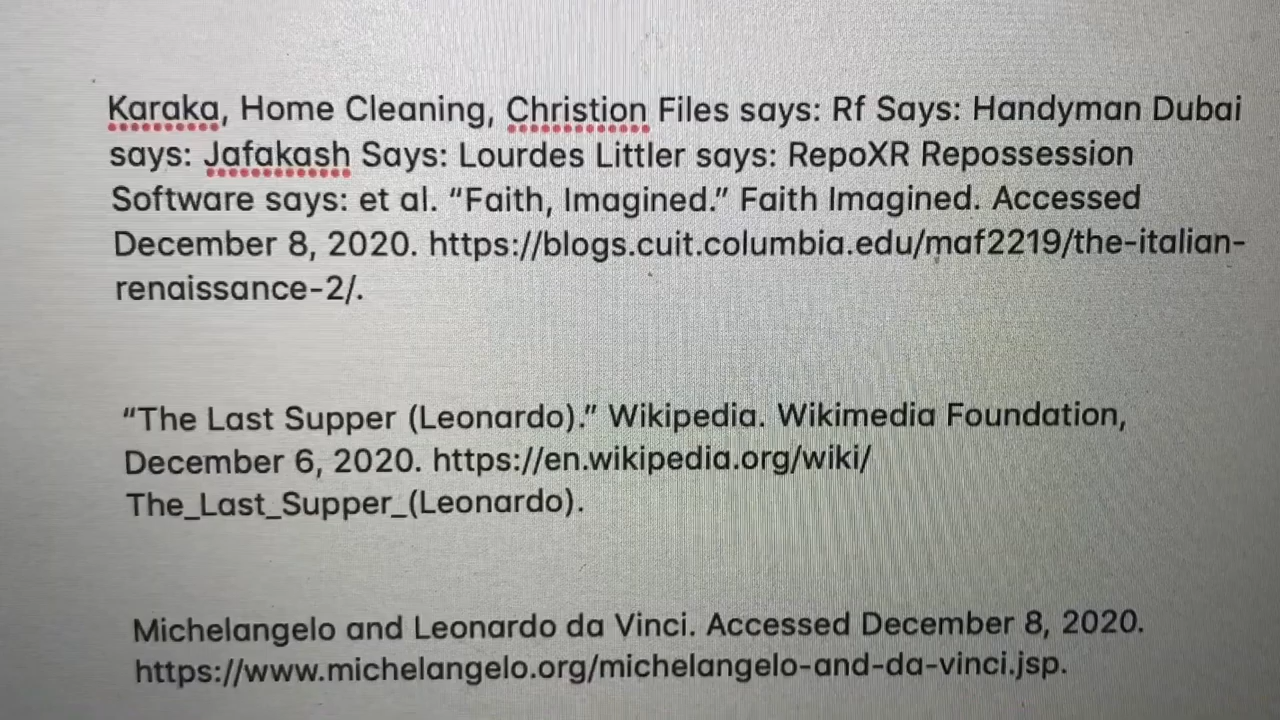 Karaka, Home Cleaning, Christion Files says: Rf Says: Handyman Dubai
says: Jafakash Says: Lourdes Littler says: RepoXR Repossession
Software says: et al. “Faith, Imagined.” Faith Imagined. Accessed
December 8, 2020. https://blogs.cuit.columbia.edu/maf2219/the-italian-
renaissance-2/.
“The Last Supper (Leonardo).” Wikipedia. Wikimedia Foundation,
December 6, 2020. https://en.wikipedia.org/wiki/
The_Last_Supper_(Leonardo).
Michelangelo and Leonardo da Vinci. Accessed December 8, 2020.
https://www.michelangelo.org/michelangelo-and-da-vinci.jsp.